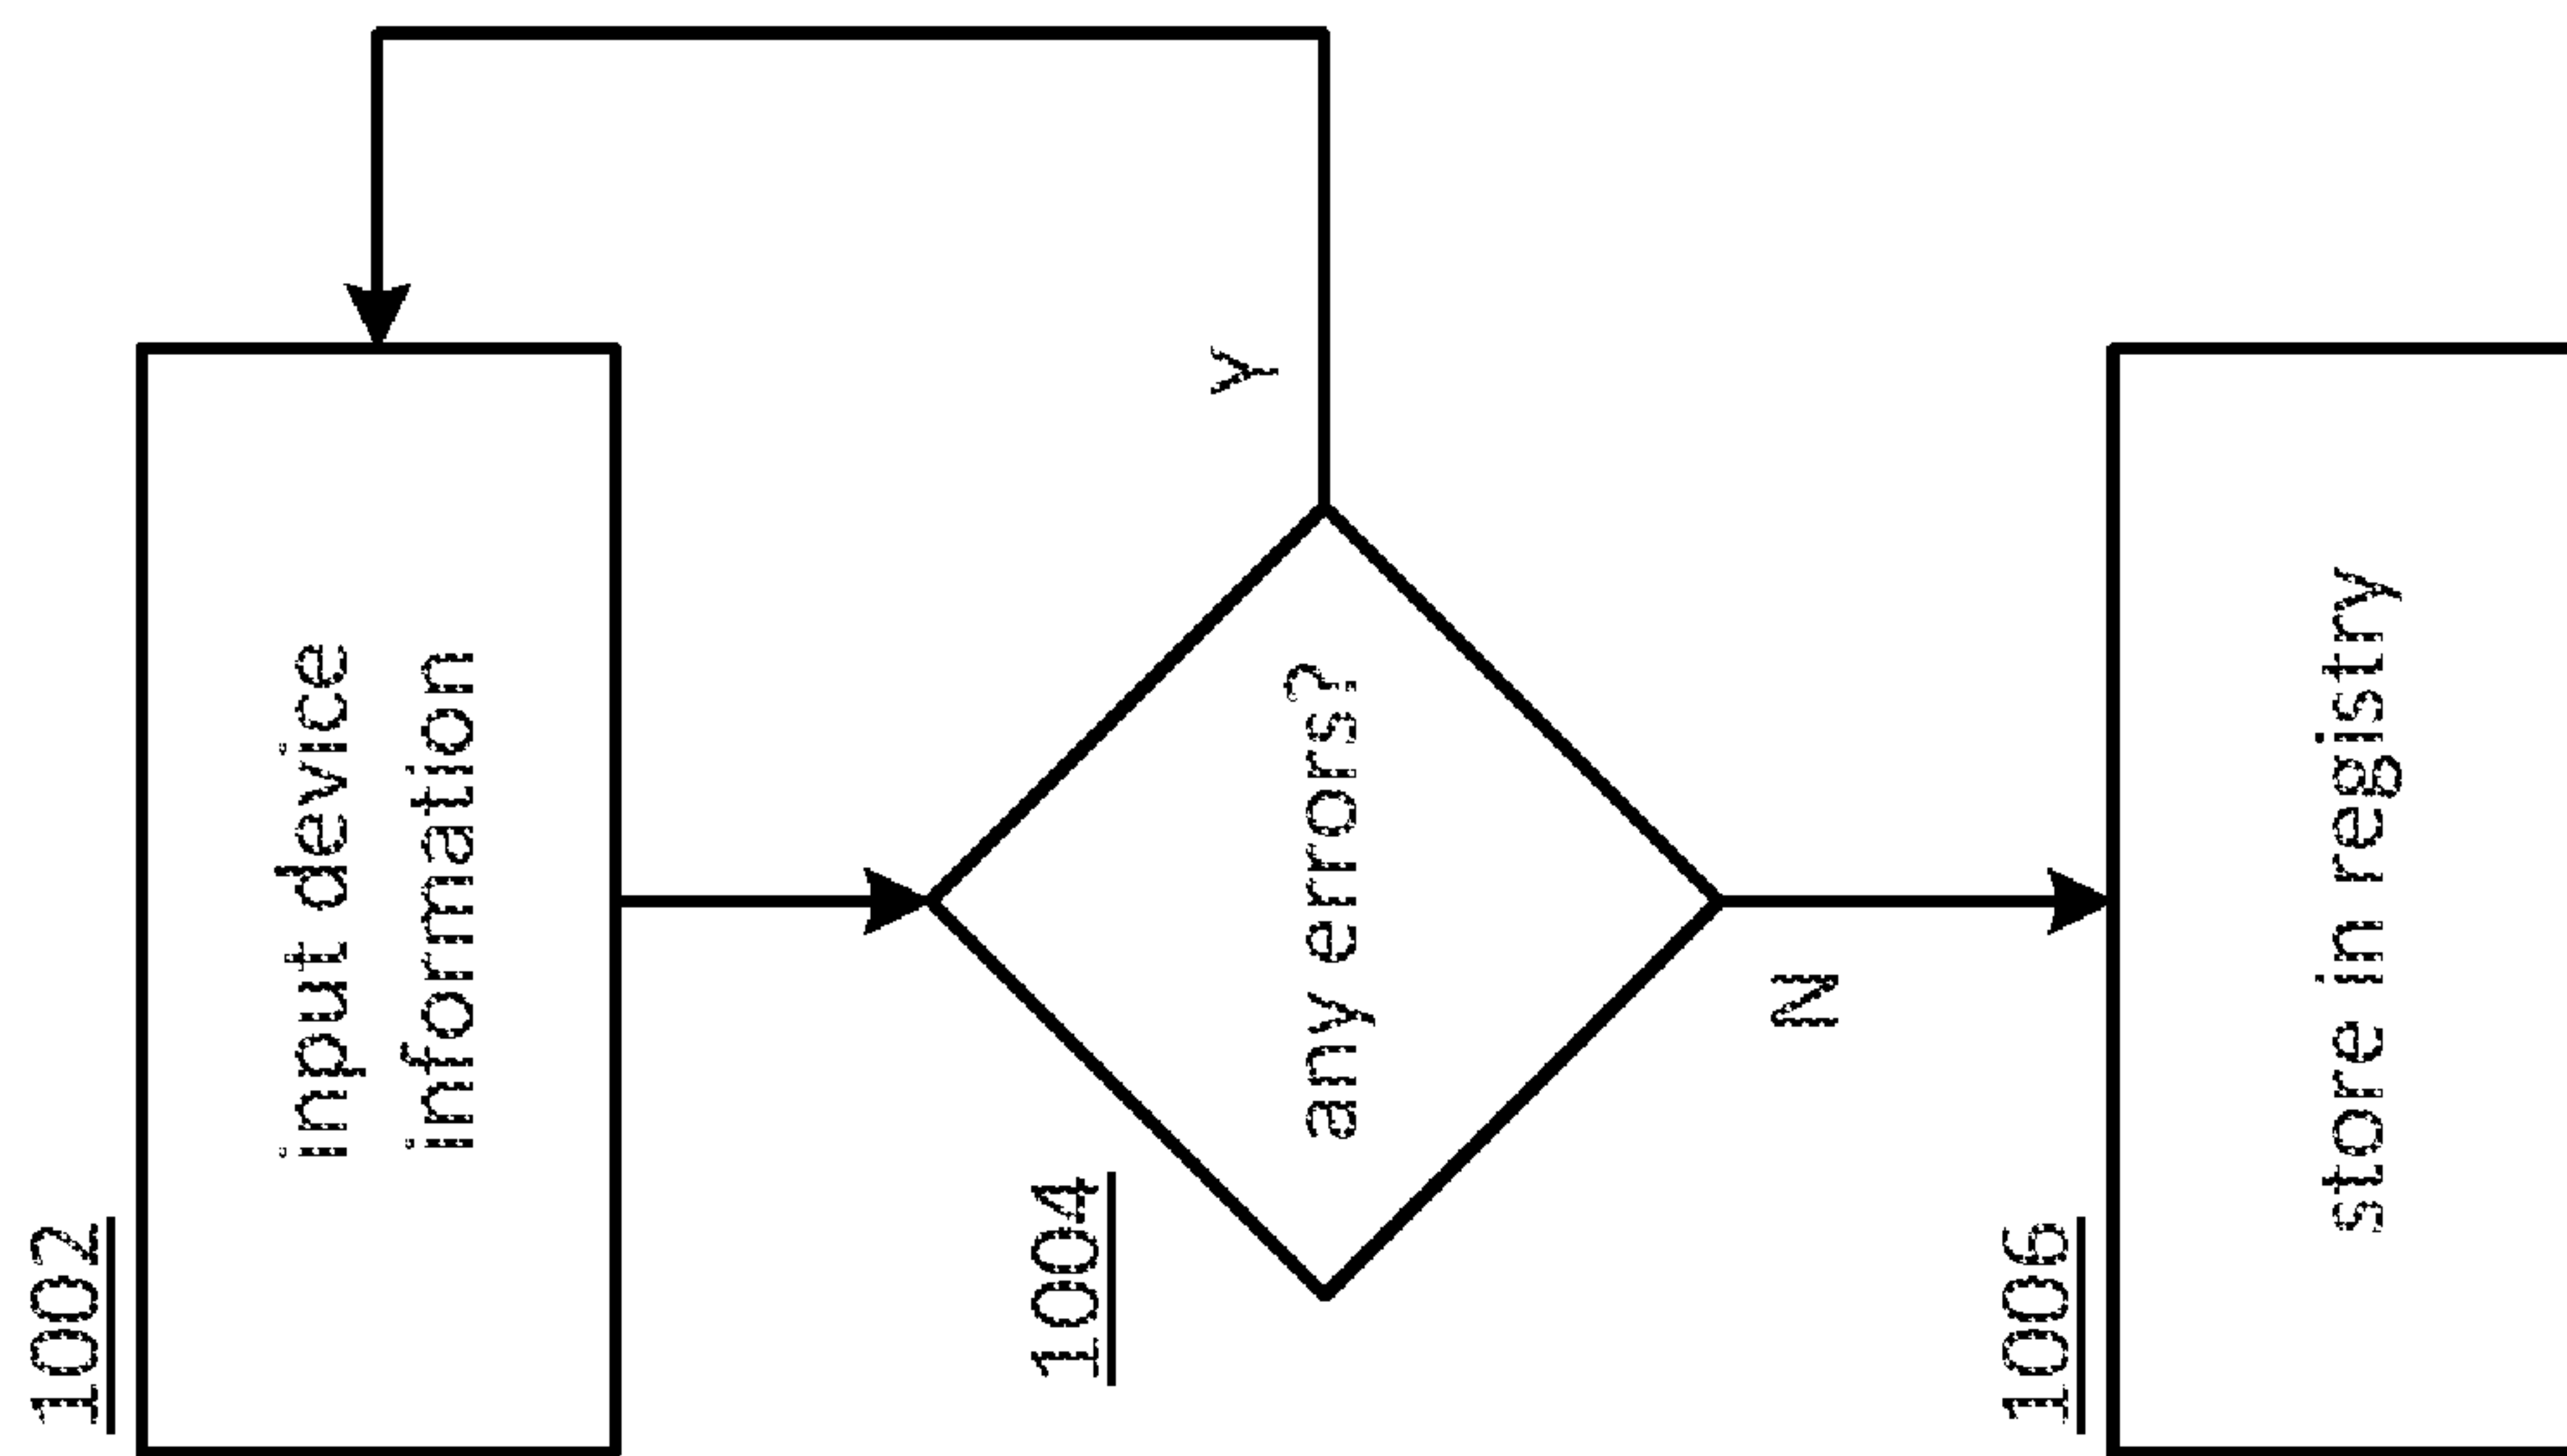 1002
input device
information
1004
any errors?
Y
N
1006
store in registry